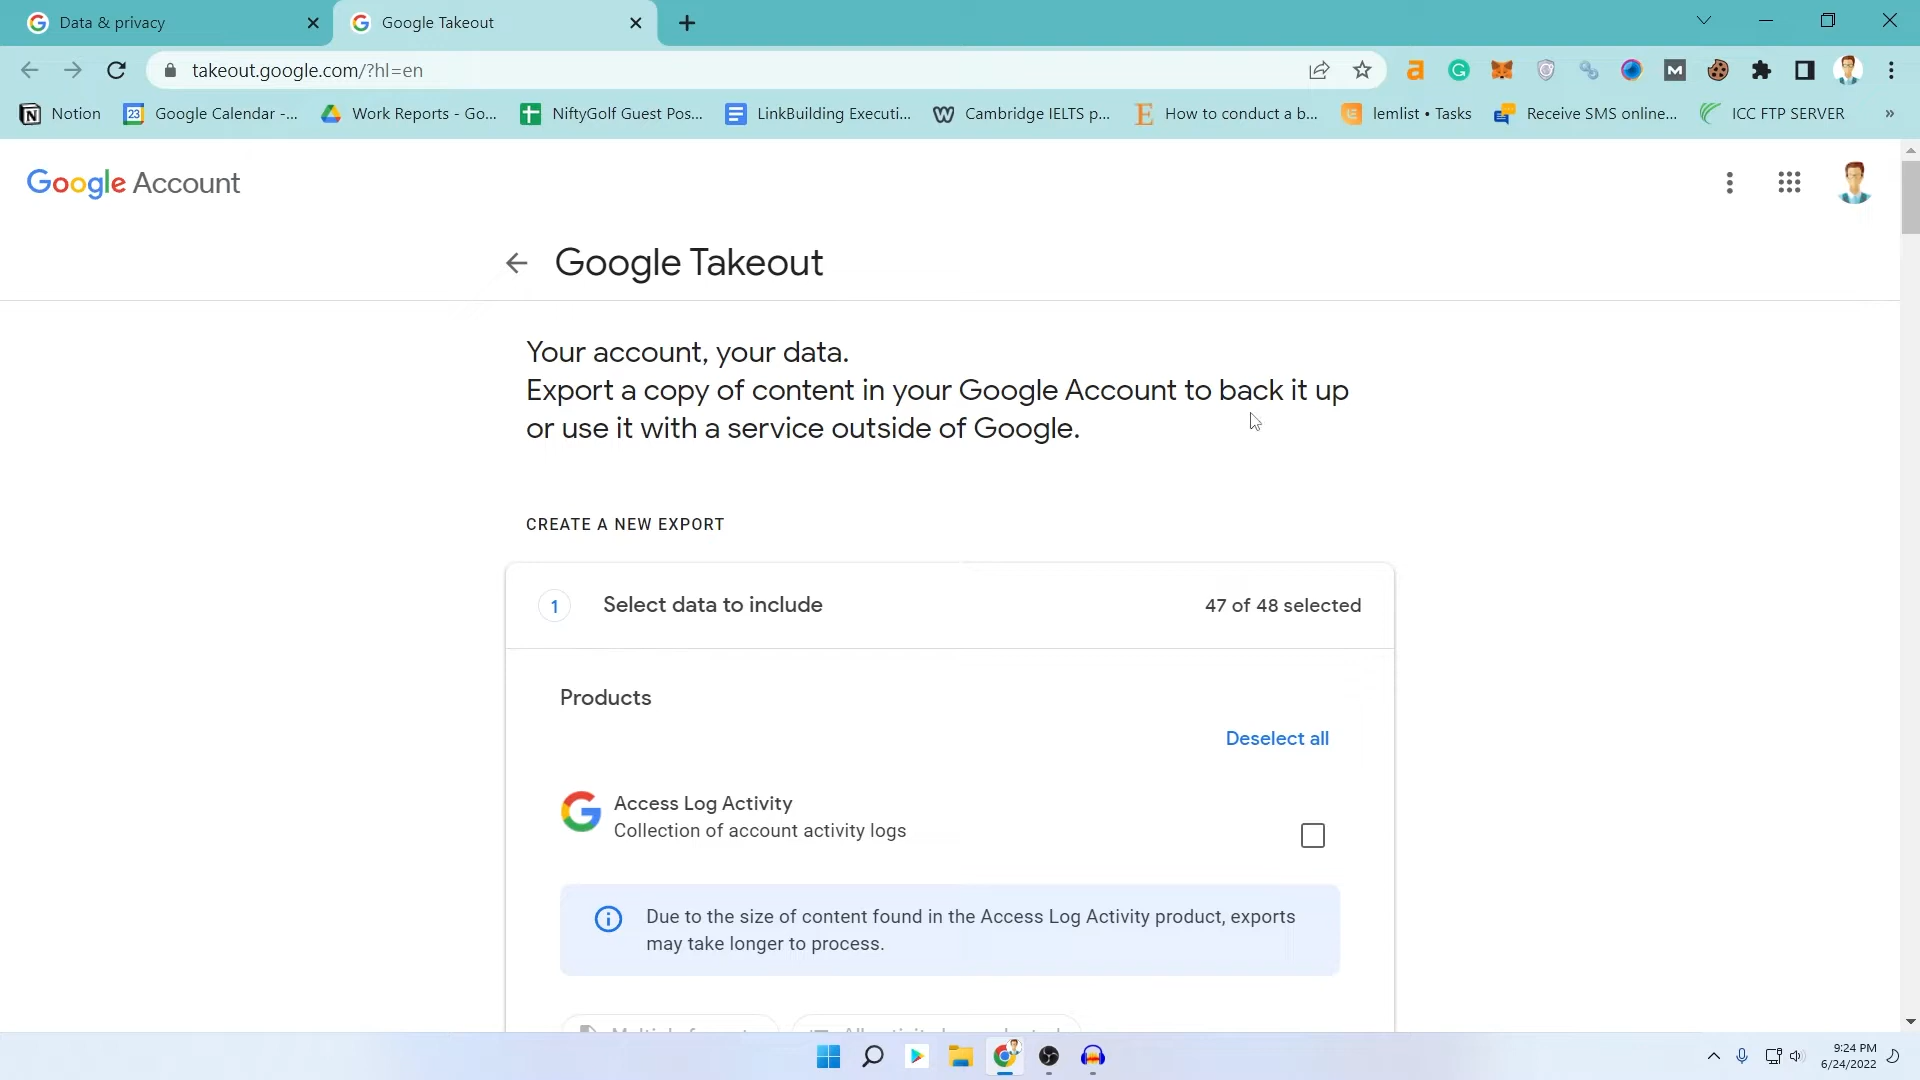 Data & privacy
Google Takeout
takeout.google.com/?hl=en
Notion
Google Calendar -...
Work Reports - Go...
NiftyGolf Guest Pos...
LinkBuilding Executi...
Cambridge IELTS p...
How to conduct a b...
lemlist • Tasks
Receive SMS online...
ICC FTP SERVER
»
Google Account
Google Takeout
Your account, your data.
Export a copy of content in your Google Account to back it up
or use it with a service outside of Google.
CREATE A NEW EXPORT
1 Select data to include
47 of 48 selected
Products
Deselect all
Access Log Activity
Collection of account activity logs
Due to the size of content found in the Access Log Activity product, exports
may take longer to process.
9:24 PM
6/24/2022